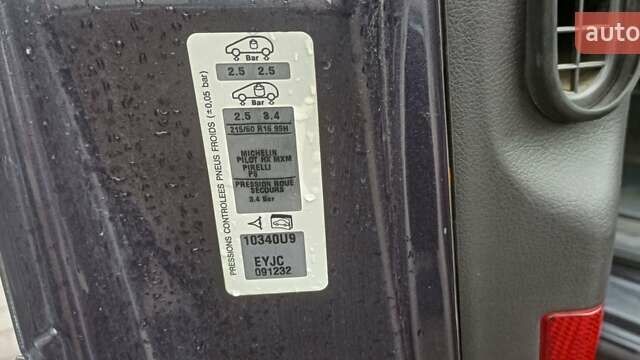 auto
PRESSIONS CONTROLEES PNEUS FROIDS (±0,05 bar)
Bar
2.5 2.5
Bar
2.5 3.4
215/60 R16 99H
MICHELIN
PILOT HX MXM
PIRELLI
P6
PRESSION ROUE
SECOURS
3.4 Bar
10340U9
EYJC
091232